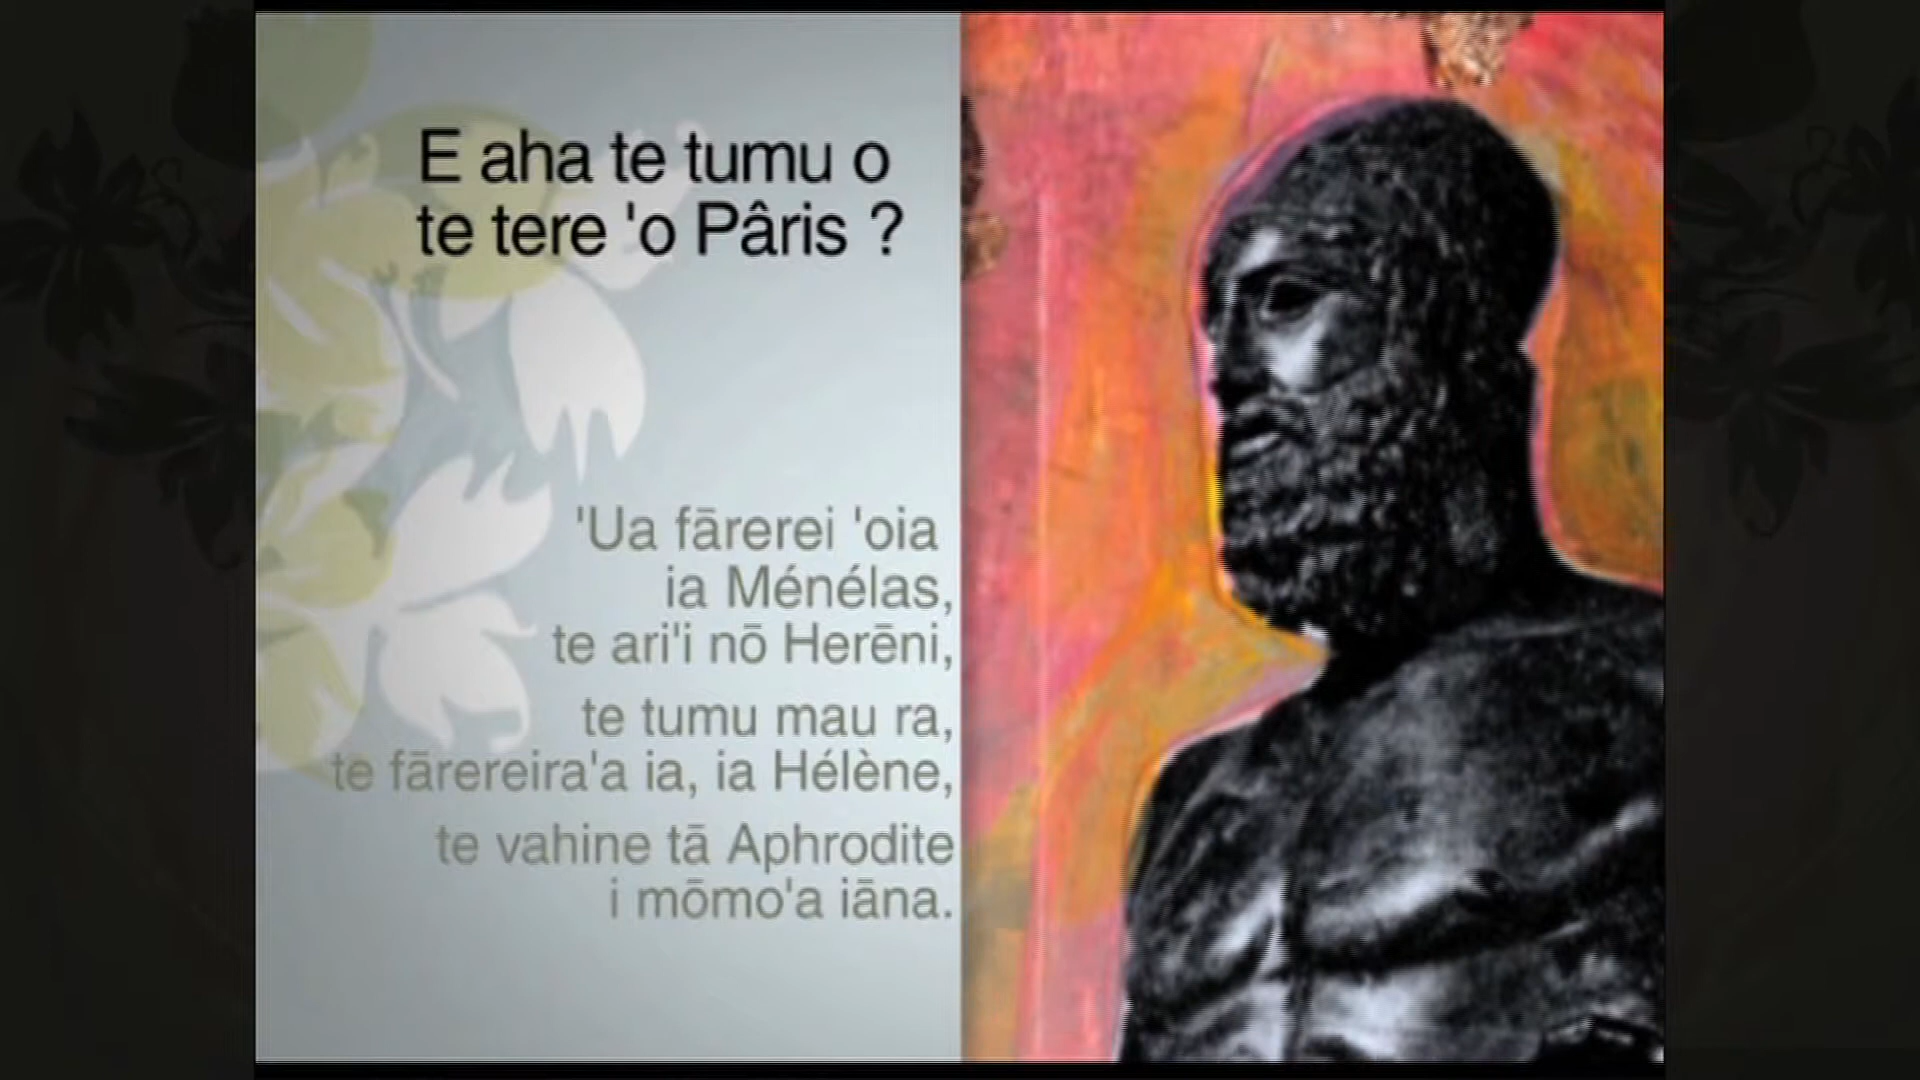 E aha te tumu o
te tere 'o Pâris ?
'Ua fārerei 'oia
ia Ménélas,
te ari'i nō Herēni,
te tumu mau ra,
te fārereira'a ia, ia Hélène,
te vahine tā Aphrodite
i mōmo'a iāna.